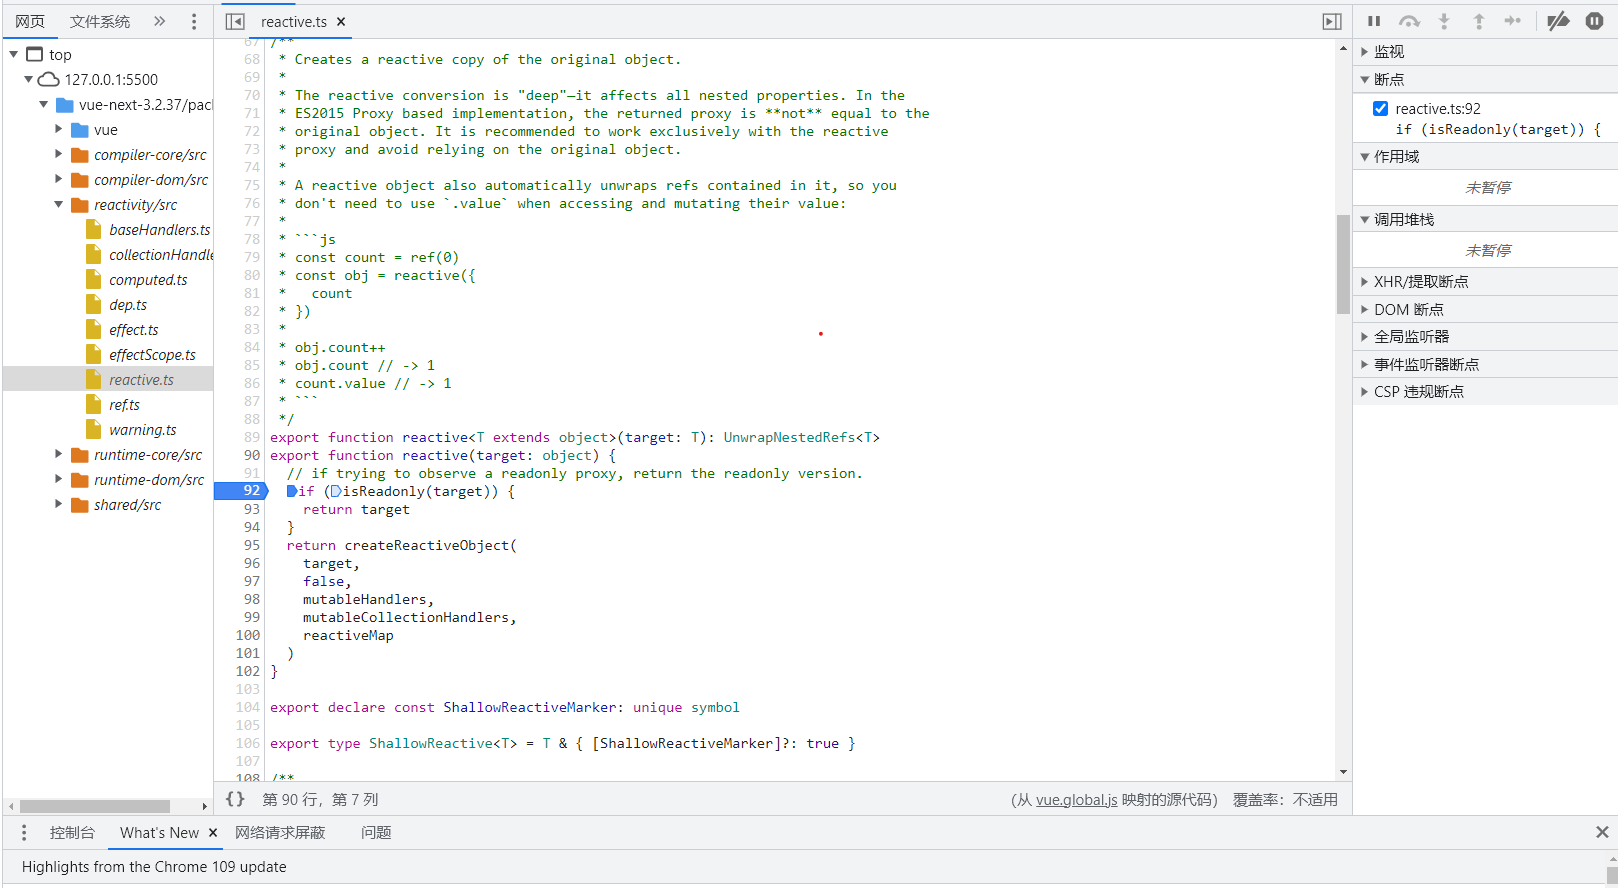 网页 文件系统
top
127.0.0.1:5500
vue-next-3.2.37/pac
vue
compiler-core/src
compiler-dom/src
reactivity/src
baseHandlers.ts
collectionHandle
computed.ts
dep.ts
effect.ts
effectScope.ts
reactive.ts
ref.ts
warning.ts
runtime-core/src
runtime-dom/src
shared/src
reactive.ts
67 /**
68  * Creates a reactive copy of the original object.
69  *
70  * The reactive conversion is "deep"—it affects all nested properties. In the
71  * ES2015 Proxy based implementation, the returned proxy is **not** equal to the
72  * original object. It is recommended to work exclusively with the reactive
73  * proxy and avoid relying on the original object.
74  *
75  * A reactive object also automatically unwraps refs contained in it, so you
76  * don't need to use `.value` when accessing and mutating their value:
77  *
78  * ```js
79  * const count = ref(0)
80  * const obj = reactive({
81  *   count
82  * })
83  *
84  * obj.count++
85  * obj.count // -> 1
86  * count.value // -> 1
87  * ```
88  */
89 export function reactive<T extends object>(target: T): UnwrapNestedRefs<T>
90 export function reactive(target: object) {
91   // if trying to observe a readonly proxy, return the readonly version.
92   if (isReadonly(target)) {
93     return target
94   }
95   return createReactiveObject(
96     target,
97     false,
98     mutableHandlers,
99     mutableCollectionHandlers,
100     reactiveMap
101   )
102 }
103
104 export declare const ShallowReactiveMarker: unique symbol
105
106 export type ShallowReactive<T> = T & { [ShallowReactiveMarker]?: true }
107
108 /**
{} 第 90 行，第 7 列
(从 vue.global.js 映射的源代码) 覆盖率：不适用
监视
断点
reactive.ts:92
if (isReadonly(target)) {
作用域
未暂停
调用堆栈
未暂停
XHR/提取断点
DOM 断点
全局监听器
事件监听器断点
CSP 违规断点
控制台 What's New 网络请求屏蔽 问题
Highlights from the Chrome 109 update